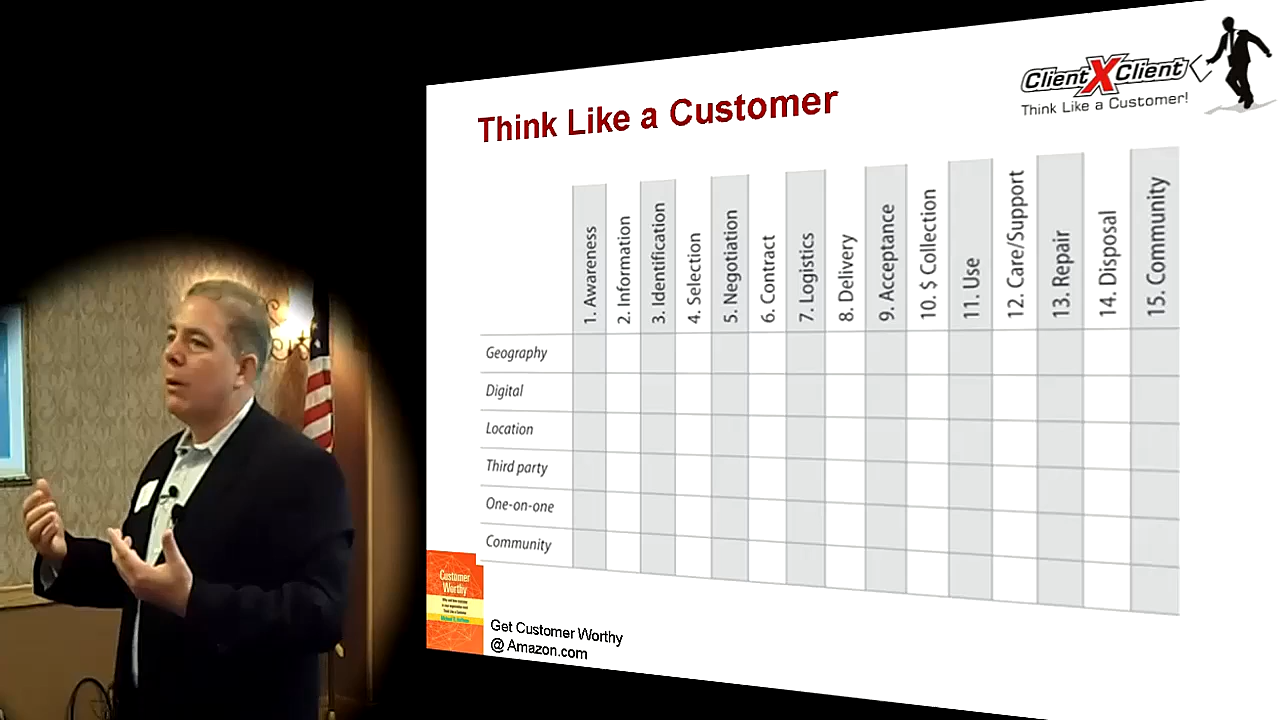 Think Like a Customer
Client X Client
Think Like a Customer!
1. Awareness
2. Information
3. Identification
4. Selection
5. Negotiation
6. Contract
7. Logistics
8. Delivery
9. Acceptance
10. $ Collection
11. Use
12. Care/Support
13. Repair
14. Disposal
15. Community
Geography
Digital
Location
Third party
One-on-one
Community
Customer
Worthy
Get Customer Worthy
@ Amazon.com